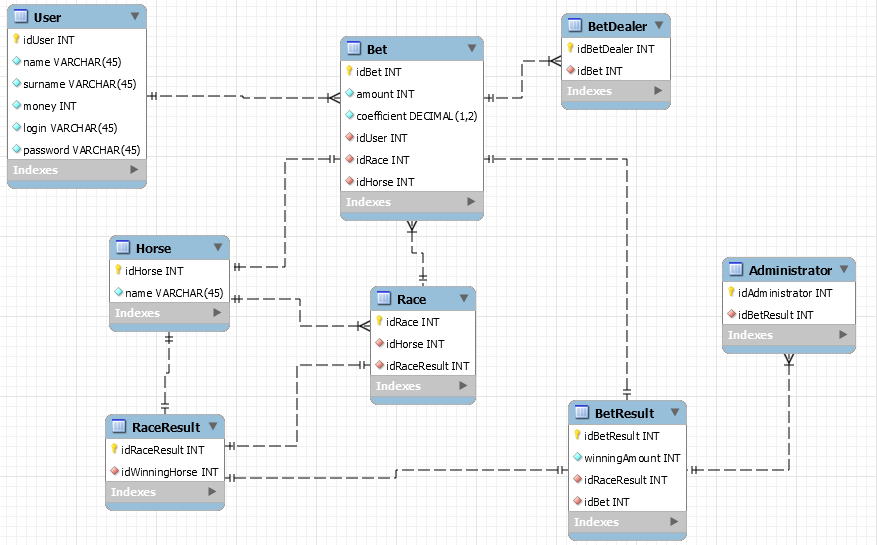 User
idUser INT
name VARCHAR(45)
surname VARCHAR(45)
money INT
login VARCHAR(45)
password VARCHAR(45)
Indexes
Bet
idBet INT
amount INT
coefficient DECIMAL(1,2)
idUser INT
idRace INT
idHorse INT
Indexes
BetDealer
idBetDealer INT
idBet INT
Indexes
Horse
idHorse INT
name VARCHAR(45)
Indexes
Race
idRace INT
idHorse INT
idRaceResult INT
Indexes
Administrator
idAdministrator INT
idBetResult INT
Indexes
RaceResult
idRaceResult INT
idWinningHorse INT
Indexes
BetResult
idBetResult INT
winningAmount INT
idRaceResult INT
idBet INT
Indexes